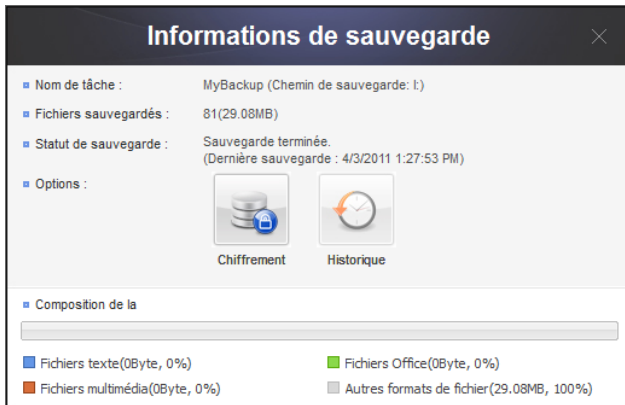 Informations de sauvegarde
Nom de tâche : MyBackup (Chemin de sauvegarde: I:)
Fichiers sauvegardés : 81(29.08MB)
Statut de sauvegarde : Sauvegarde terminée.
(Dernière sauvegarde : 4/3/2011 1:27:53 PM)
Options :
Chiffrement Historique
Composition de la
Fichiers texte(0Byte, 0%) Fichiers Office(0Byte, 0%)
Fichiers multimédia(0Byte, 0%) Autres formats de fichier(29.08MB, 100%)